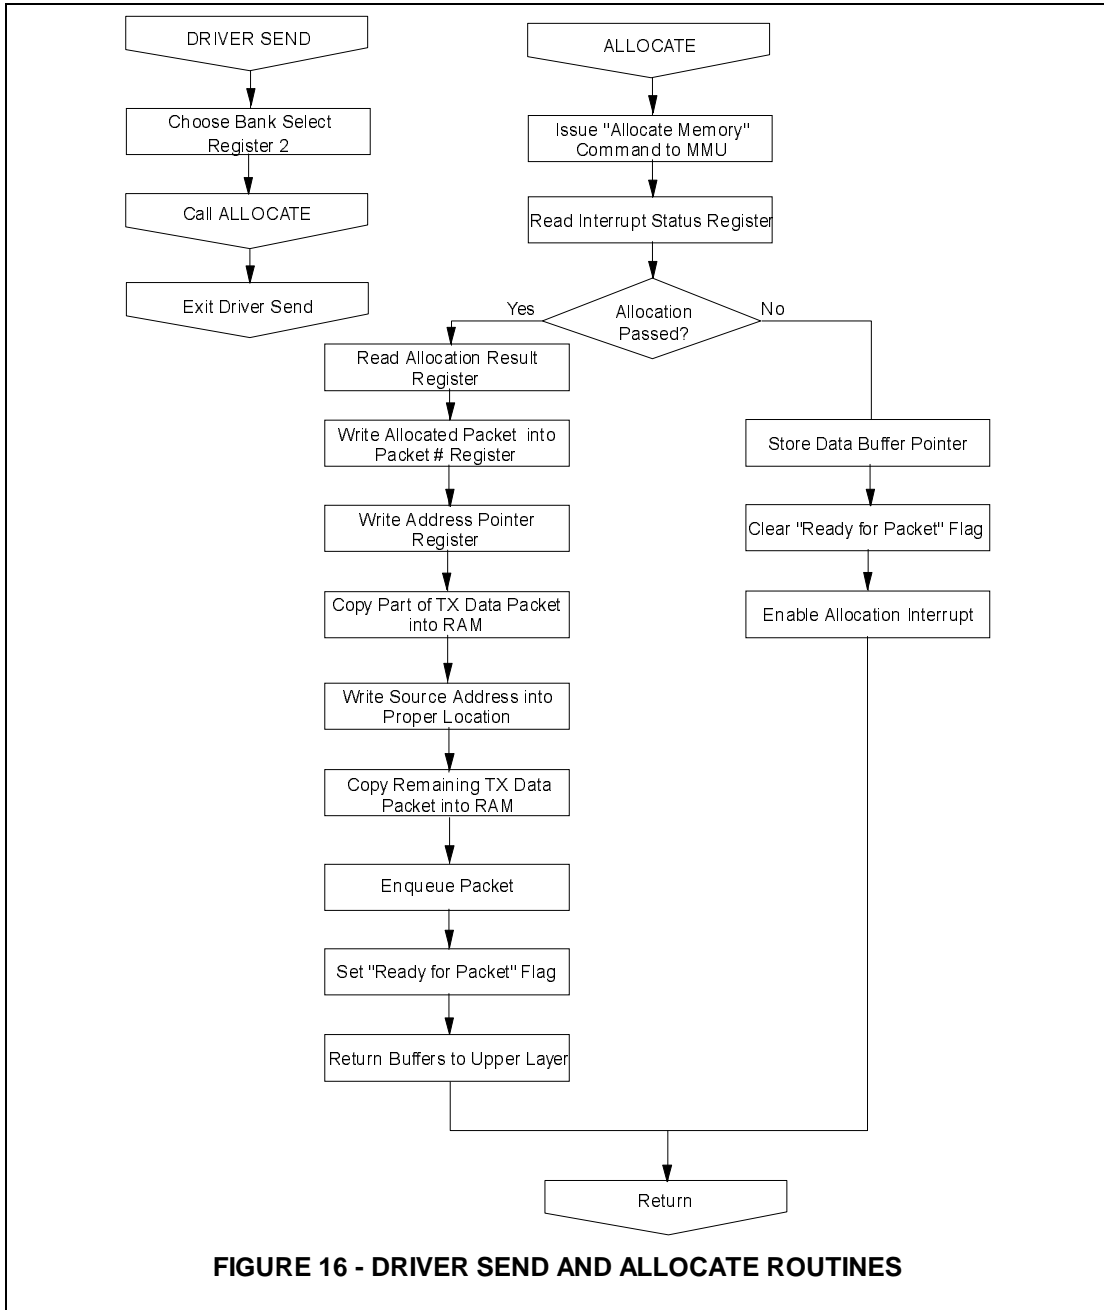 DRIVER SEND
Choose Bank Select
Register 2
Call ALLOCATE
Exit Driver Send
ALLOCATE
Issue "Allocate Memory"
Command to MMU
Read Interrupt Status Register
Allocation
Passed?
Yes
No
Read Allocation Result
Register
Write Allocated Packet into
Packet # Register
Write Address Pointer
Register
Copy Part of TX Data Packet
into RAM
Write Source Address into
Proper Location
Copy Remaining TX Data
Packet into RAM
Enqueue Packet
Set "Ready for Packet" Flag
Return Buffers to Upper Layer
Store Data Buffer Pointer
Clear "Ready for Packet" Flag
Enable Allocation Interrupt
Return
FIGURE 16 - DRIVER SEND AND ALLOCATE ROUTINES